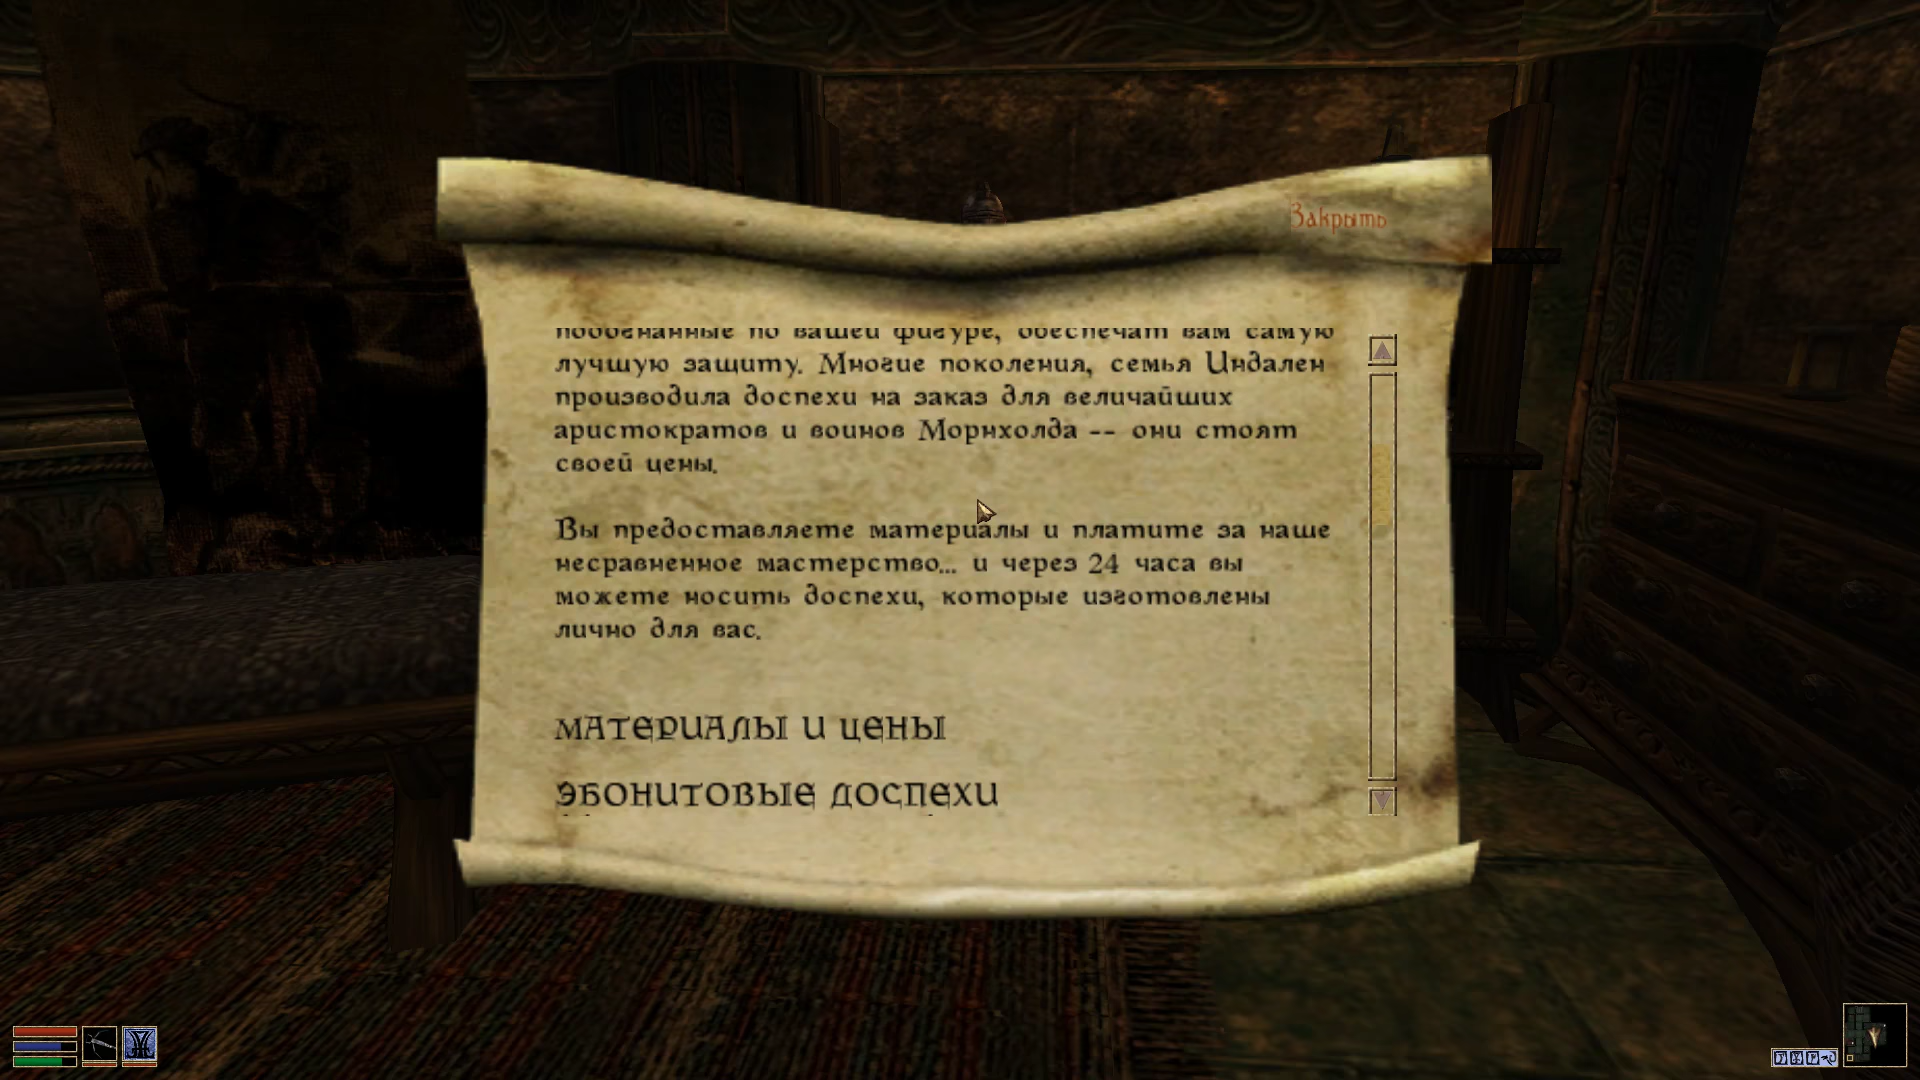 Закрыть
по вашей фигуре, обеспечат вам самую
лучшую защиту. Многие поколения, семья Индален
производила доспехи на заказ для величайших
аристократов и воинов Морнхолда -- они стоят
своей цены.
Вы предоставляете материалы и платите за наше
несравненное мастерство... и через 24 часа вы
можете носить доспехи, которые изготовлены
лично для вас.
МАТЕРИАЛЫ И ЦЕНЫ
ЭБОНИТОВЫЕ ДОСПЕХИ